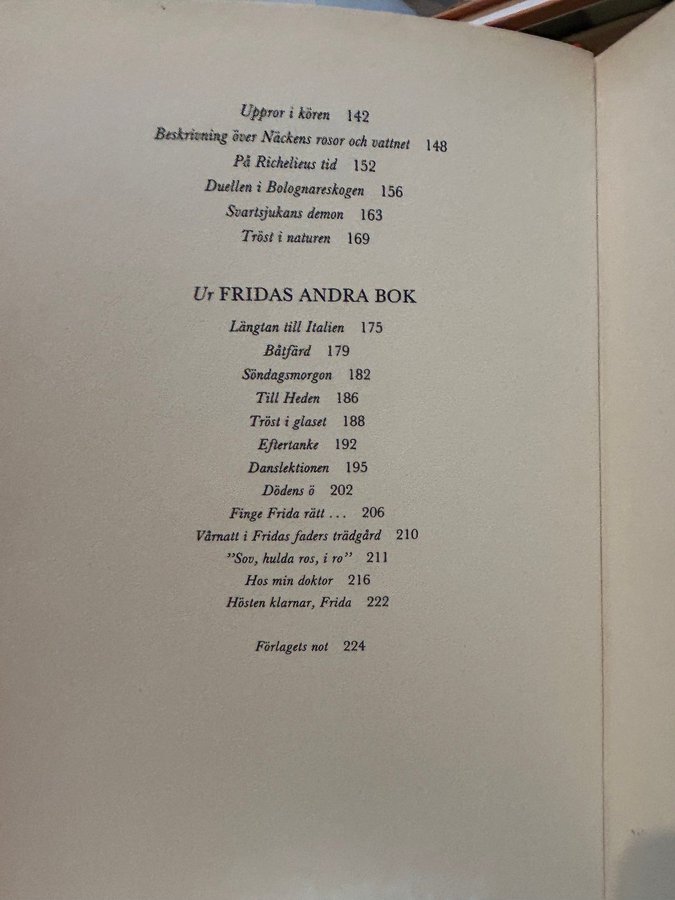 Uppror i kören 142
Beskrivning över Näckens rosor och vattnet 148
På Richelieus tid 152
Duellen i Bolognareskogen 156
Svartsjukans demon 163
Tröst i naturen 169
Ur FRIDAS ANDRA BOK
Längtan till Italien 175
Båtfärd 179
Söndagsmorgon 182
Till Heden 186
Tröst i glaset 188
Eftertanke 192
Danslektionen 195
Dödens ö 202
Finge Frida rätt ... 206
Vårnatt i Fridas faders trädgård 210
”Sov, hulda ros, i ro” 211
Hos min doktor 216
Hösten klarnar, Frida 222
Förlagets not 224